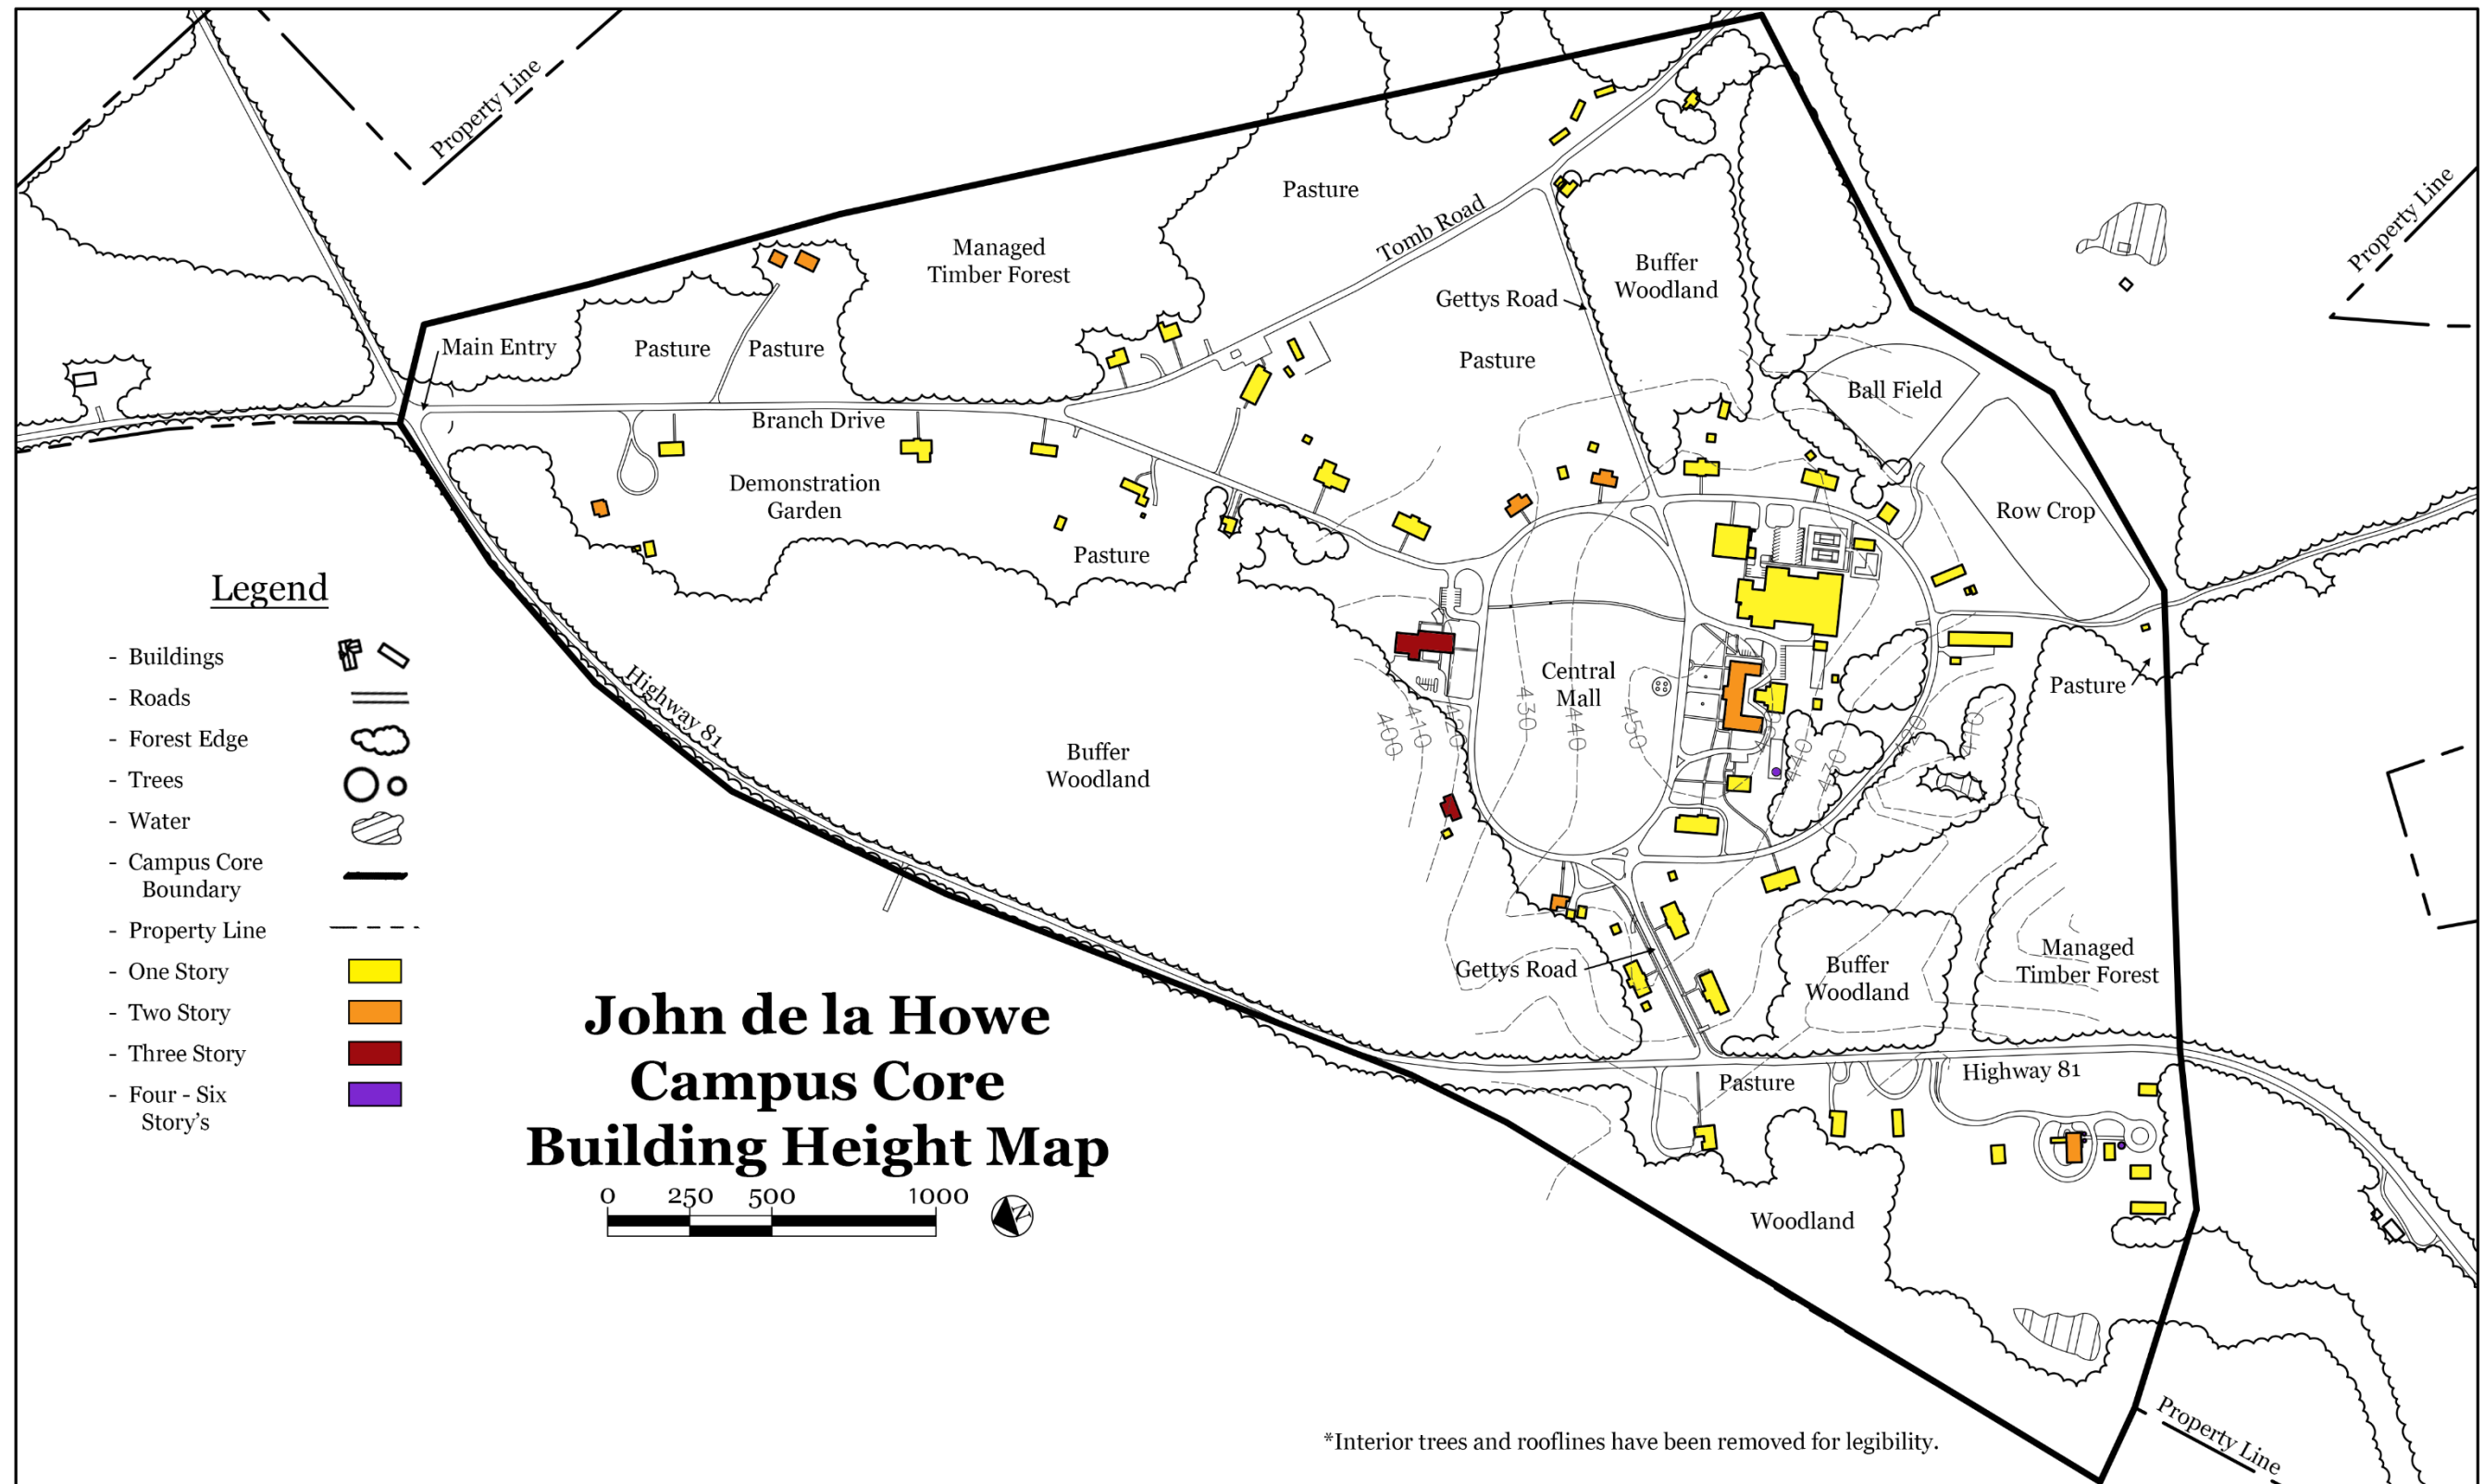 Property Line
Property Line
Pasture
Tomb Road
Managed
Timber Forest
Buffer
Woodland
Gettys Road
Main Entry
Pasture
Pasture
Pasture
Ball Field
Branch Drive
Demonstration
Garden
Row Crop
Pasture
Legend
- Buildings
- Roads
- Forest Edge
- Trees
- Water
- Campus Core
Boundary
- Property Line
- One Story
- Two Story
- Three Story
- Four - Six
Story's
Highway 81
Central
Mall
Pasture
400
410
420
430
440
450
420
410
Buffer
Woodland
Gettys Road
Buffer
Woodland
Managed
Timber Forest
John de la Howe
Campus Core
Building Height Map
0 250 500 1000
N
Pasture
Highway 81
Woodland
*Interior trees and rooflines have been removed for legibility.
Property Line